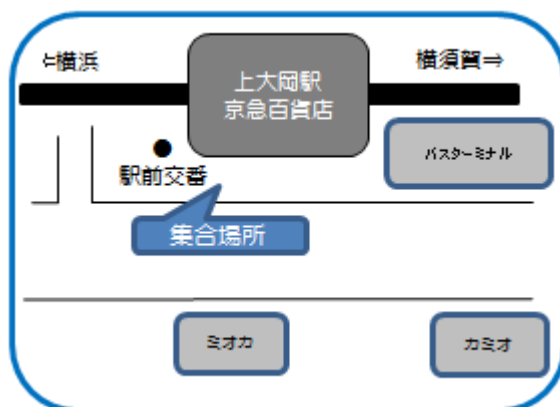 ⇐横浜
上大岡駅
京急百貨店
横須賀⇒
バスターミナル
駅前交番
集合場所
ミオカ
カミオ